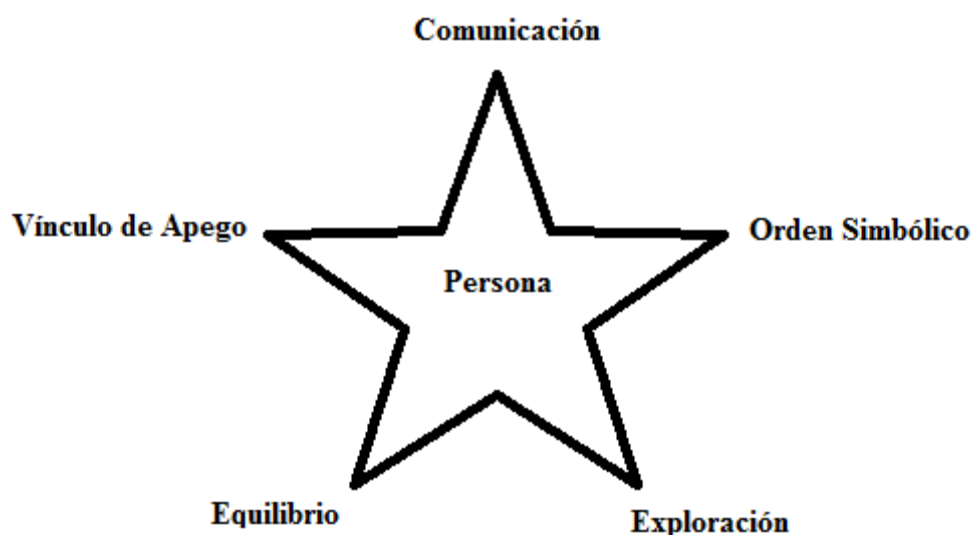 Comunicación
Vínculo de Apego
Orden Simbólico
Persona
Equilibrio
Exploración